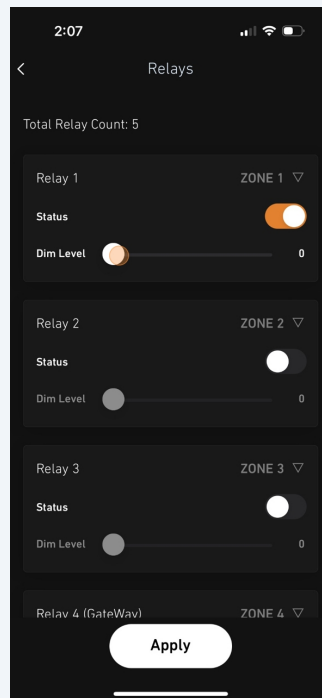 2:07
Relays
Total Relay Count: 5
Relay 1 ZONE 1
Status
Dim Level 0
Relay 2 ZONE 2
Status
Dim Level 0
Relay 3 ZONE 3
Status
Dim Level 0
Relay 4 (GateWay) ZONE 4
Apply